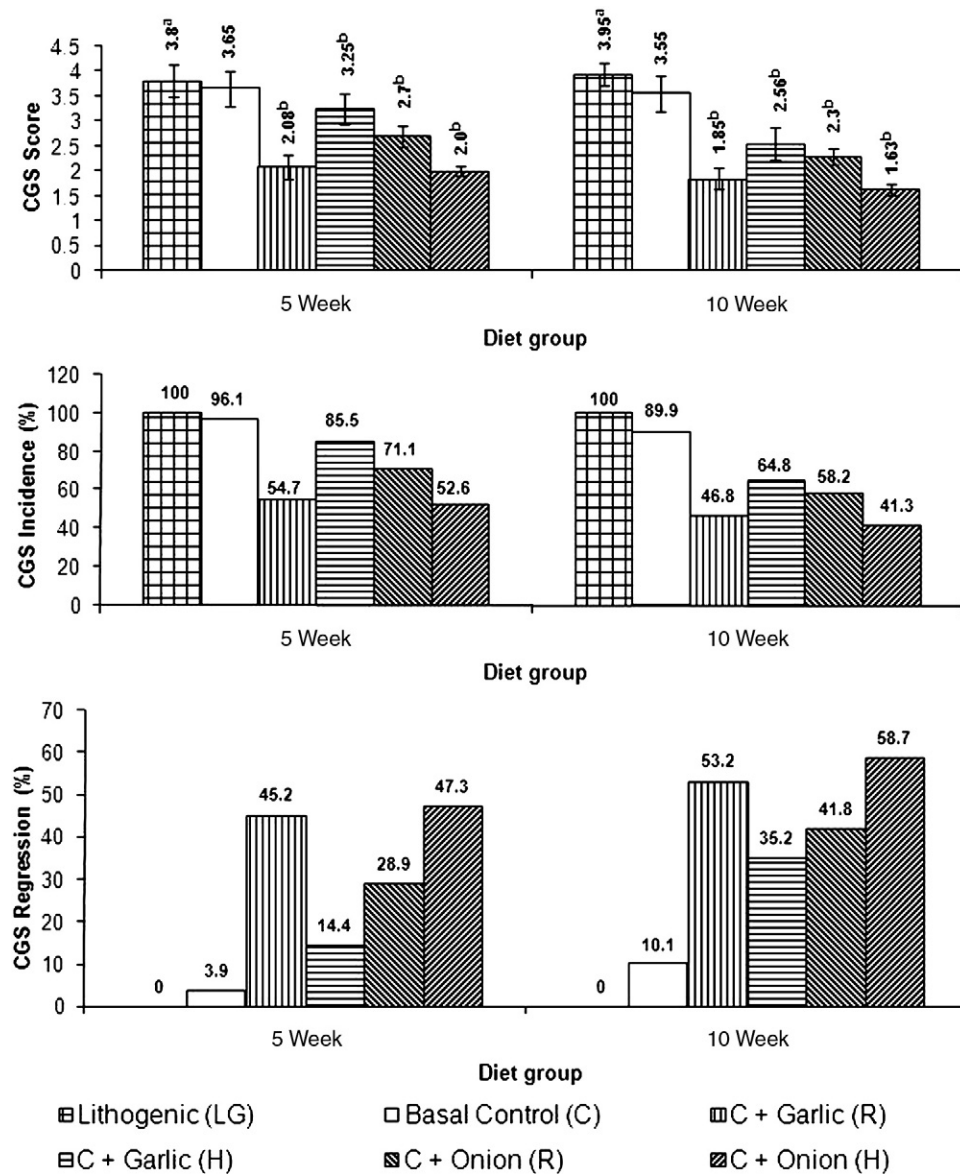 CGS Score
4.5
4
3.5
3
2.5
2
1.5
1
0.5
0
3.8a
3.65
2.08b
3.25b
2.7b
2.0b
3.95a
3.55
1.85b
2.56b
2.3b
1.63b
5 Week
10 Week
Diet group
CGS Incidence (%)
120
100
80
60
40
20
0
100
96.1
54.7
85.5
71.1
52.6
100
89.9
46.8
64.8
58.2
41.3
5 Week
10 Week
Diet group
CGS Regression (%)
70
60
50
40
30
20
10
0
0
3.9
45.2
14.4
28.9
47.3
0
10.1
53.2
35.2
41.8
58.7
5 Week
10 Week
Diet group
Lithogenic (LG)
Basal Control (C)
C + Garlic (R)
C + Garlic (H)
C + Onion (R)
C + Onion (H)